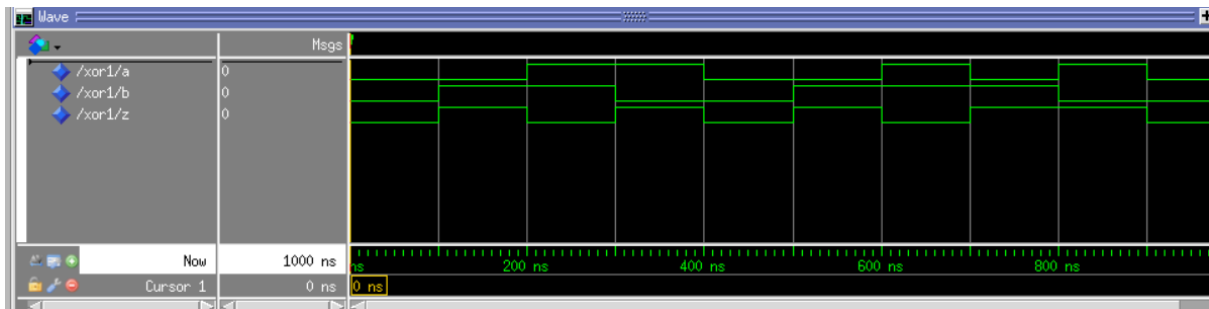 Wave
Msgs
/xor1/a 0
/xor1/b 0
/xor1/z 0
Now 1000 ns ns 200 ns 400 ns 600 ns 800 ns
Cursor 1 0 ns 0 ns